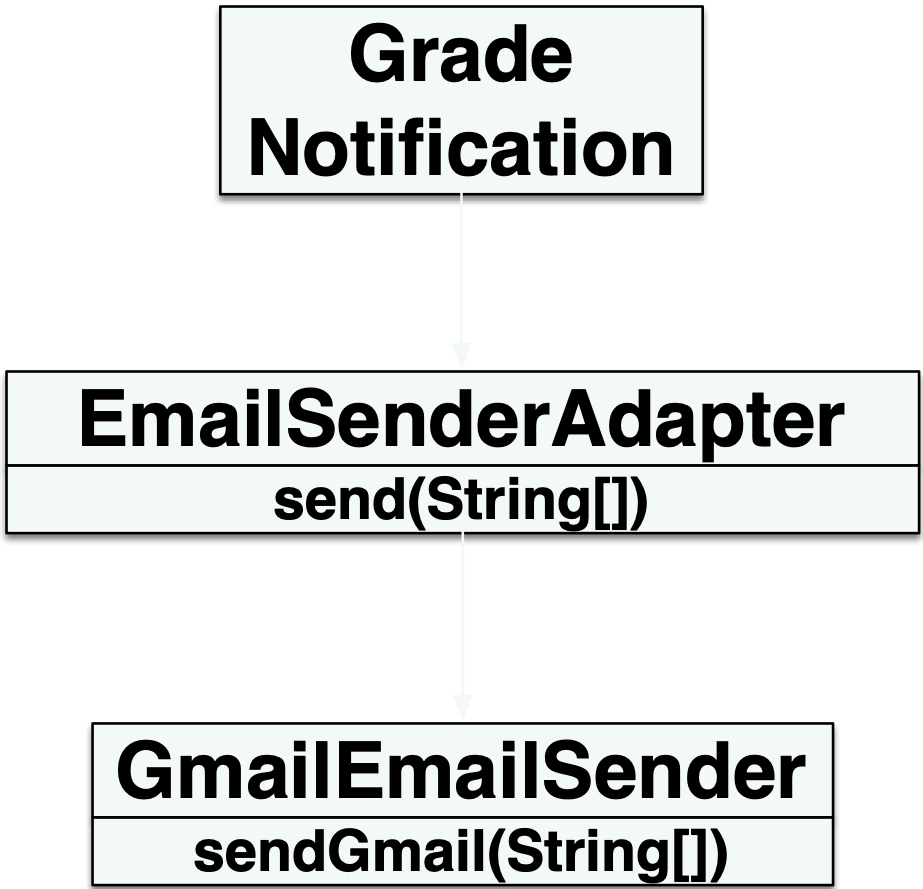 Grade
Notification
EmailSenderAdapter
send(String[])
GmailEmailSender
sendGmail(String[])